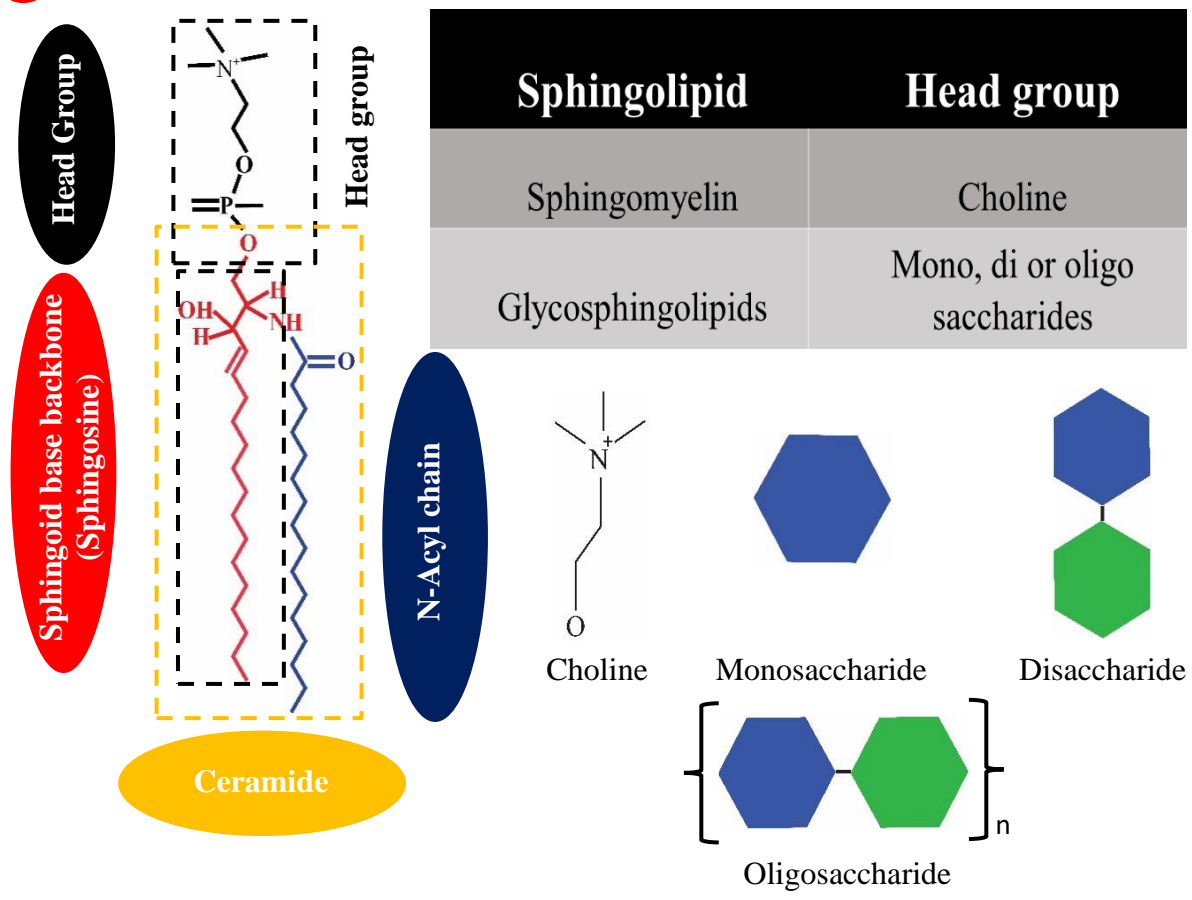 Head Group
Sphingoid base backbone
(Sphingosine)
N+
O
P
O
H
OH
NH
H
O
Head group
N-Acyl chain
Ceramide
Sphingolipid Head group
Sphingomyelin Choline
Glycosphingolipids Mono, di or oligo
saccharides
N+
O
Choline Monosaccharide Disaccharide
n
Oligosaccharide